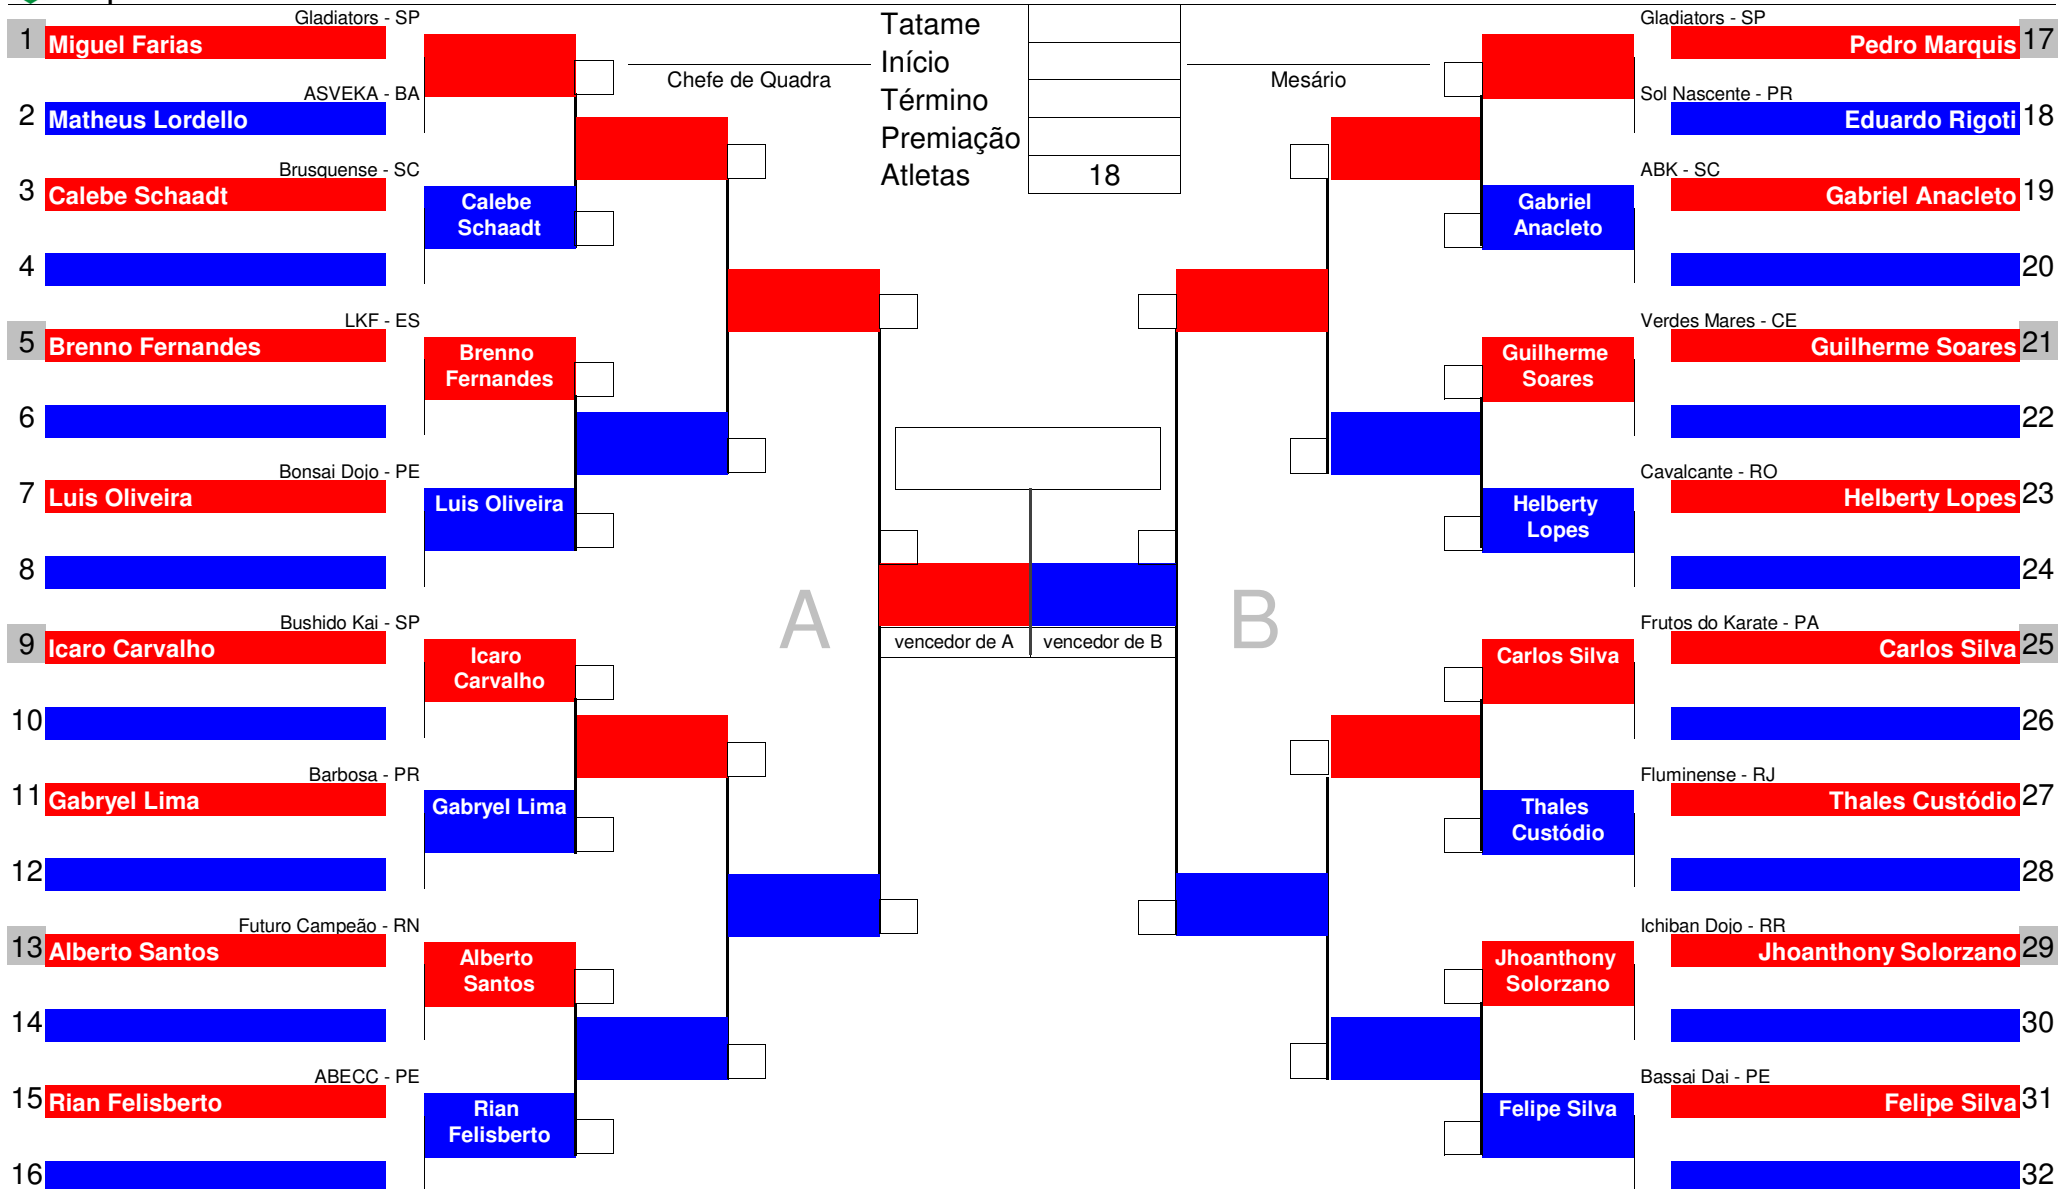 Tatame
Início
Término
Premiação
Atletas 18
Chefe de Quadra
Mesário
Gladiators - SP
1 Miguel Farias
ASVEKA - BA
2 Matheus Lordello
Brusquense - SC
3 Calebe Schaadt
Calebe
Schaadt
4
LKF - ES
5 Brenno Fernandes
Brenno
Fernandes
6
Bonsai Dojo - PE
7 Luis Oliveira
Luis Oliveira
8
Bushido Kai - SP
9 Icaro Carvalho
Icaro
Carvalho
10
Barbosa - PR
11 Gabryel Lima
Gabryel Lima
12
Futuro Campeão - RN
13 Alberto Santos
Alberto
Santos
14
ABECC - PE
15 Rian Felisberto
Rian
Felisberto
16
A
vencedor de A
vencedor de B
B
Gladiators - SP
Pedro Marquis 17
Sol Nascente - PR
Eduardo Rigoti 18
ABK - SC
Gabriel Anacleto 19
Gabriel
Anacleto
20
Verdes Mares - CE
Guilherme Soares 21
Guilherme
Soares
22
Cavalcante - RO
Helberty Lopes 23
Helberty
Lopes
24
Frutos do Karate - PA
Carlos Silva 25
Carlos Silva
26
Fluminense - RJ
Thales Custódio 27
Thales
Custódio
28
Ichiban Dojo - RR
Jhoanthony Solorzano 29
Jhoanthony
Solorzano
30
Bassai Dai - PE
Felipe Silva 31
Felipe Silva
32